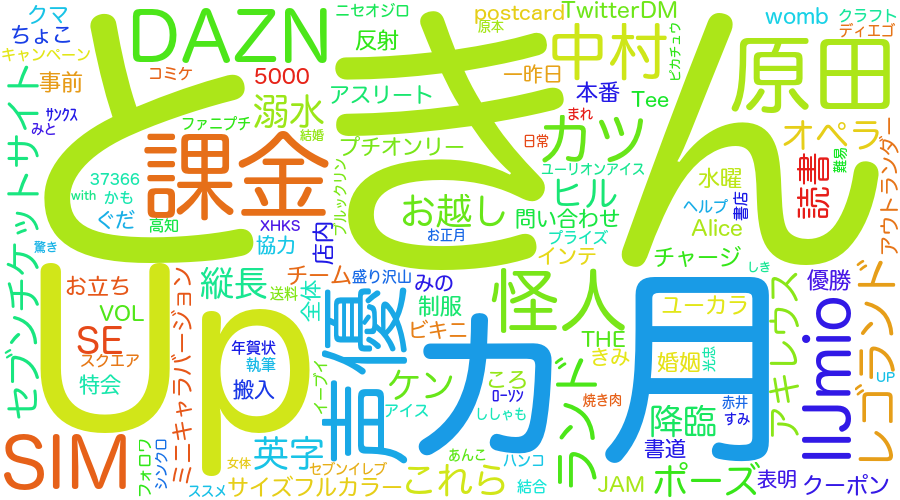 ときん
Up
カ月
声優
課金
原田
怪人
DAZN
中村
カツ
SIM
IIJmio
レゴランド
ランド
セブンチケットサイト
クマ
ちょこ
キャンペーン
事前
コミケ
ニセオジロ
反射
5000
アスリート
溺水
ファニプチ
結婚
プチオンリー
サンクス
みと
37366
with
かも
ぐだ
高知
XHKS
協力
店内
ブルックリン
お越し
お正月
postcard
原本
一昨日
TwitterDM
本番
Tee
まれ
日常
ピカチュウ
womb
クラフト
ディエゴ
オペラ
読書
難易
アウトランダー
水曜
ヘルプ
書店
Alice
ユーリオンアイス
ヒル
問い合わせ
プライズ
インテ
チャージ
しき
優勝
ユーカラ
アキレウス
THE
きみ
婚姻
光忠
UP
驚き
お立ち
VOL
SE
スクエア
特会
縦長
ミニキャラバージョン
チーム
盛り沢山
みの
送料
全体
制服
ビキニ
年賀状
執筆
搬入
イーブイ
ケン
アイス
ころ
ローソン
ししゃも
焼き肉
降臨
赤井
すみ
書道
フォロワ
シンクロ
英字
女体
セブンイレブ
あんこ
ハンコ
ススメ
サイズフルカラー
これら
結合
JAM
ポーズ
表明
クーポン